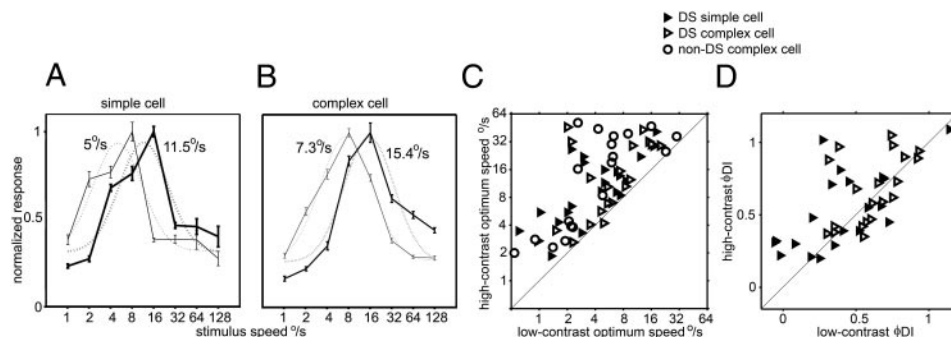 DS simple cell
DS complex cell
non-DS complex cell
A
simple cell
normalized response
1
0.5
0
5°/s
11.5°/s
1 2 4 8 16 32 64 128
B
complex cell
7.3°/s
15.4°/s
1 2 4 8 16 32 64 128
stimulus speed °/s
C
high-contrast optimum speed °/s
64
32
16
8
4
2
1
1 2 4 8 16 32 64
low-contrast optimum speed °/s
D
high-contrast ϕDI
1
0.5
0
0 0.5 1
low-contrast ϕDI